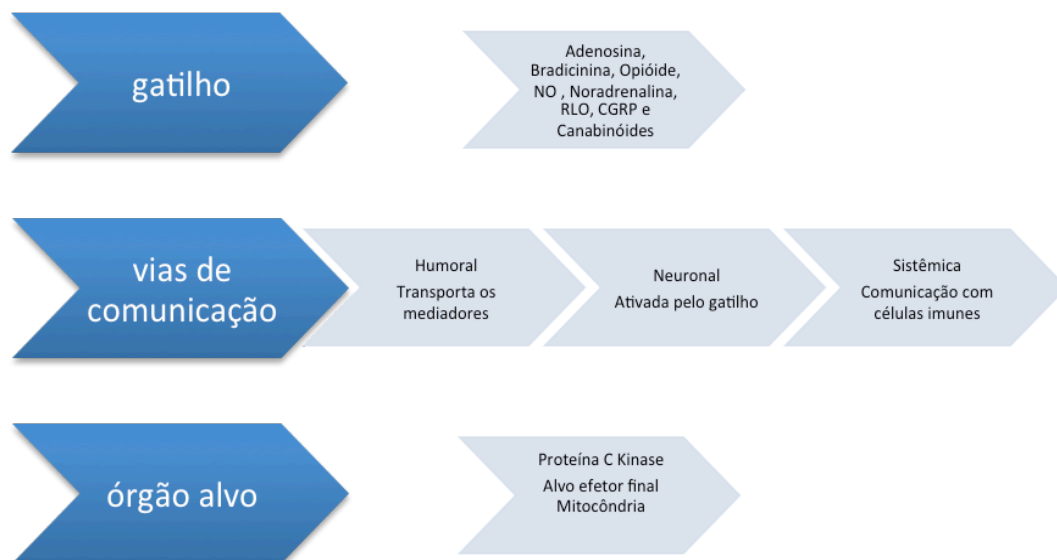 gatilho
Adenosina,
Bradicinina, Opióide,
NO , Noradrenalina,
RLO, CGRP e
Canabinóides
vias de
comunicação
Humoral
Transporta os
mediadores
Neuronal
Ativada pelo gatilho
Sistêmica
Comunicação com
células imunes
órgão alvo
Proteína C Kinase
Alvo efetor final
Mitocôndria